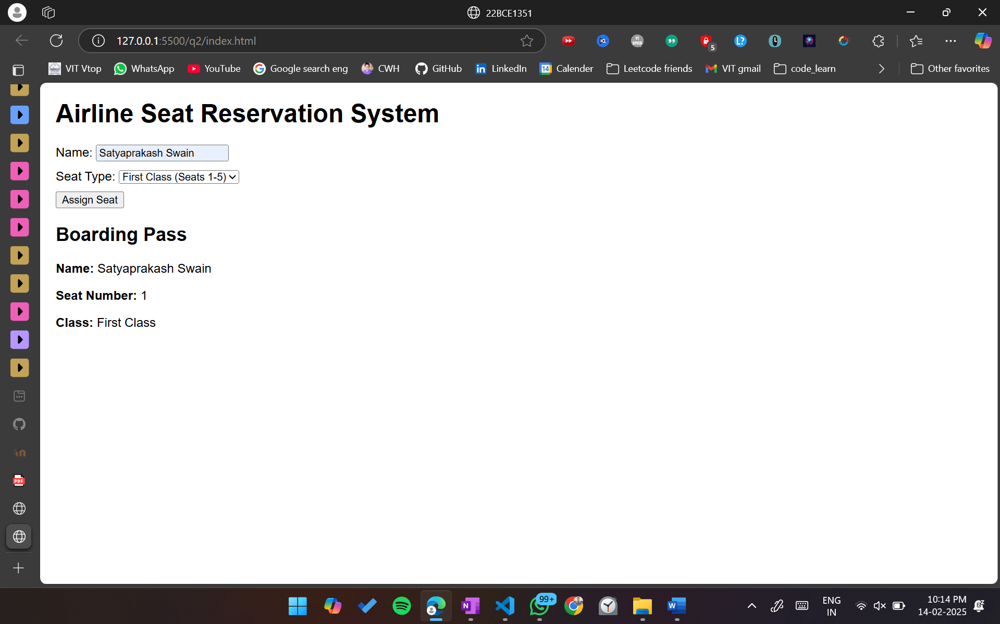 22BCE1351
127.0.0.1:5500/q2/index.html
YT SPEED
5
VIT Vtop
WhatsApp
YouTube
Google search eng
CWH
GitHub
LinkedIn
14
Calender
Leetcode friends
VIT gmail
code_learn
Other favorites
Airline Seat Reservation System
Name: Satyaprakash Swain
Seat Type: First Class (Seats 1-5)
Assign Seat
Boarding Pass
Name: Satyaprakash Swain
Seat Number: 1
Class: First Class
PDF
99+
ENG
IN
10:14 PM
14-02-2025